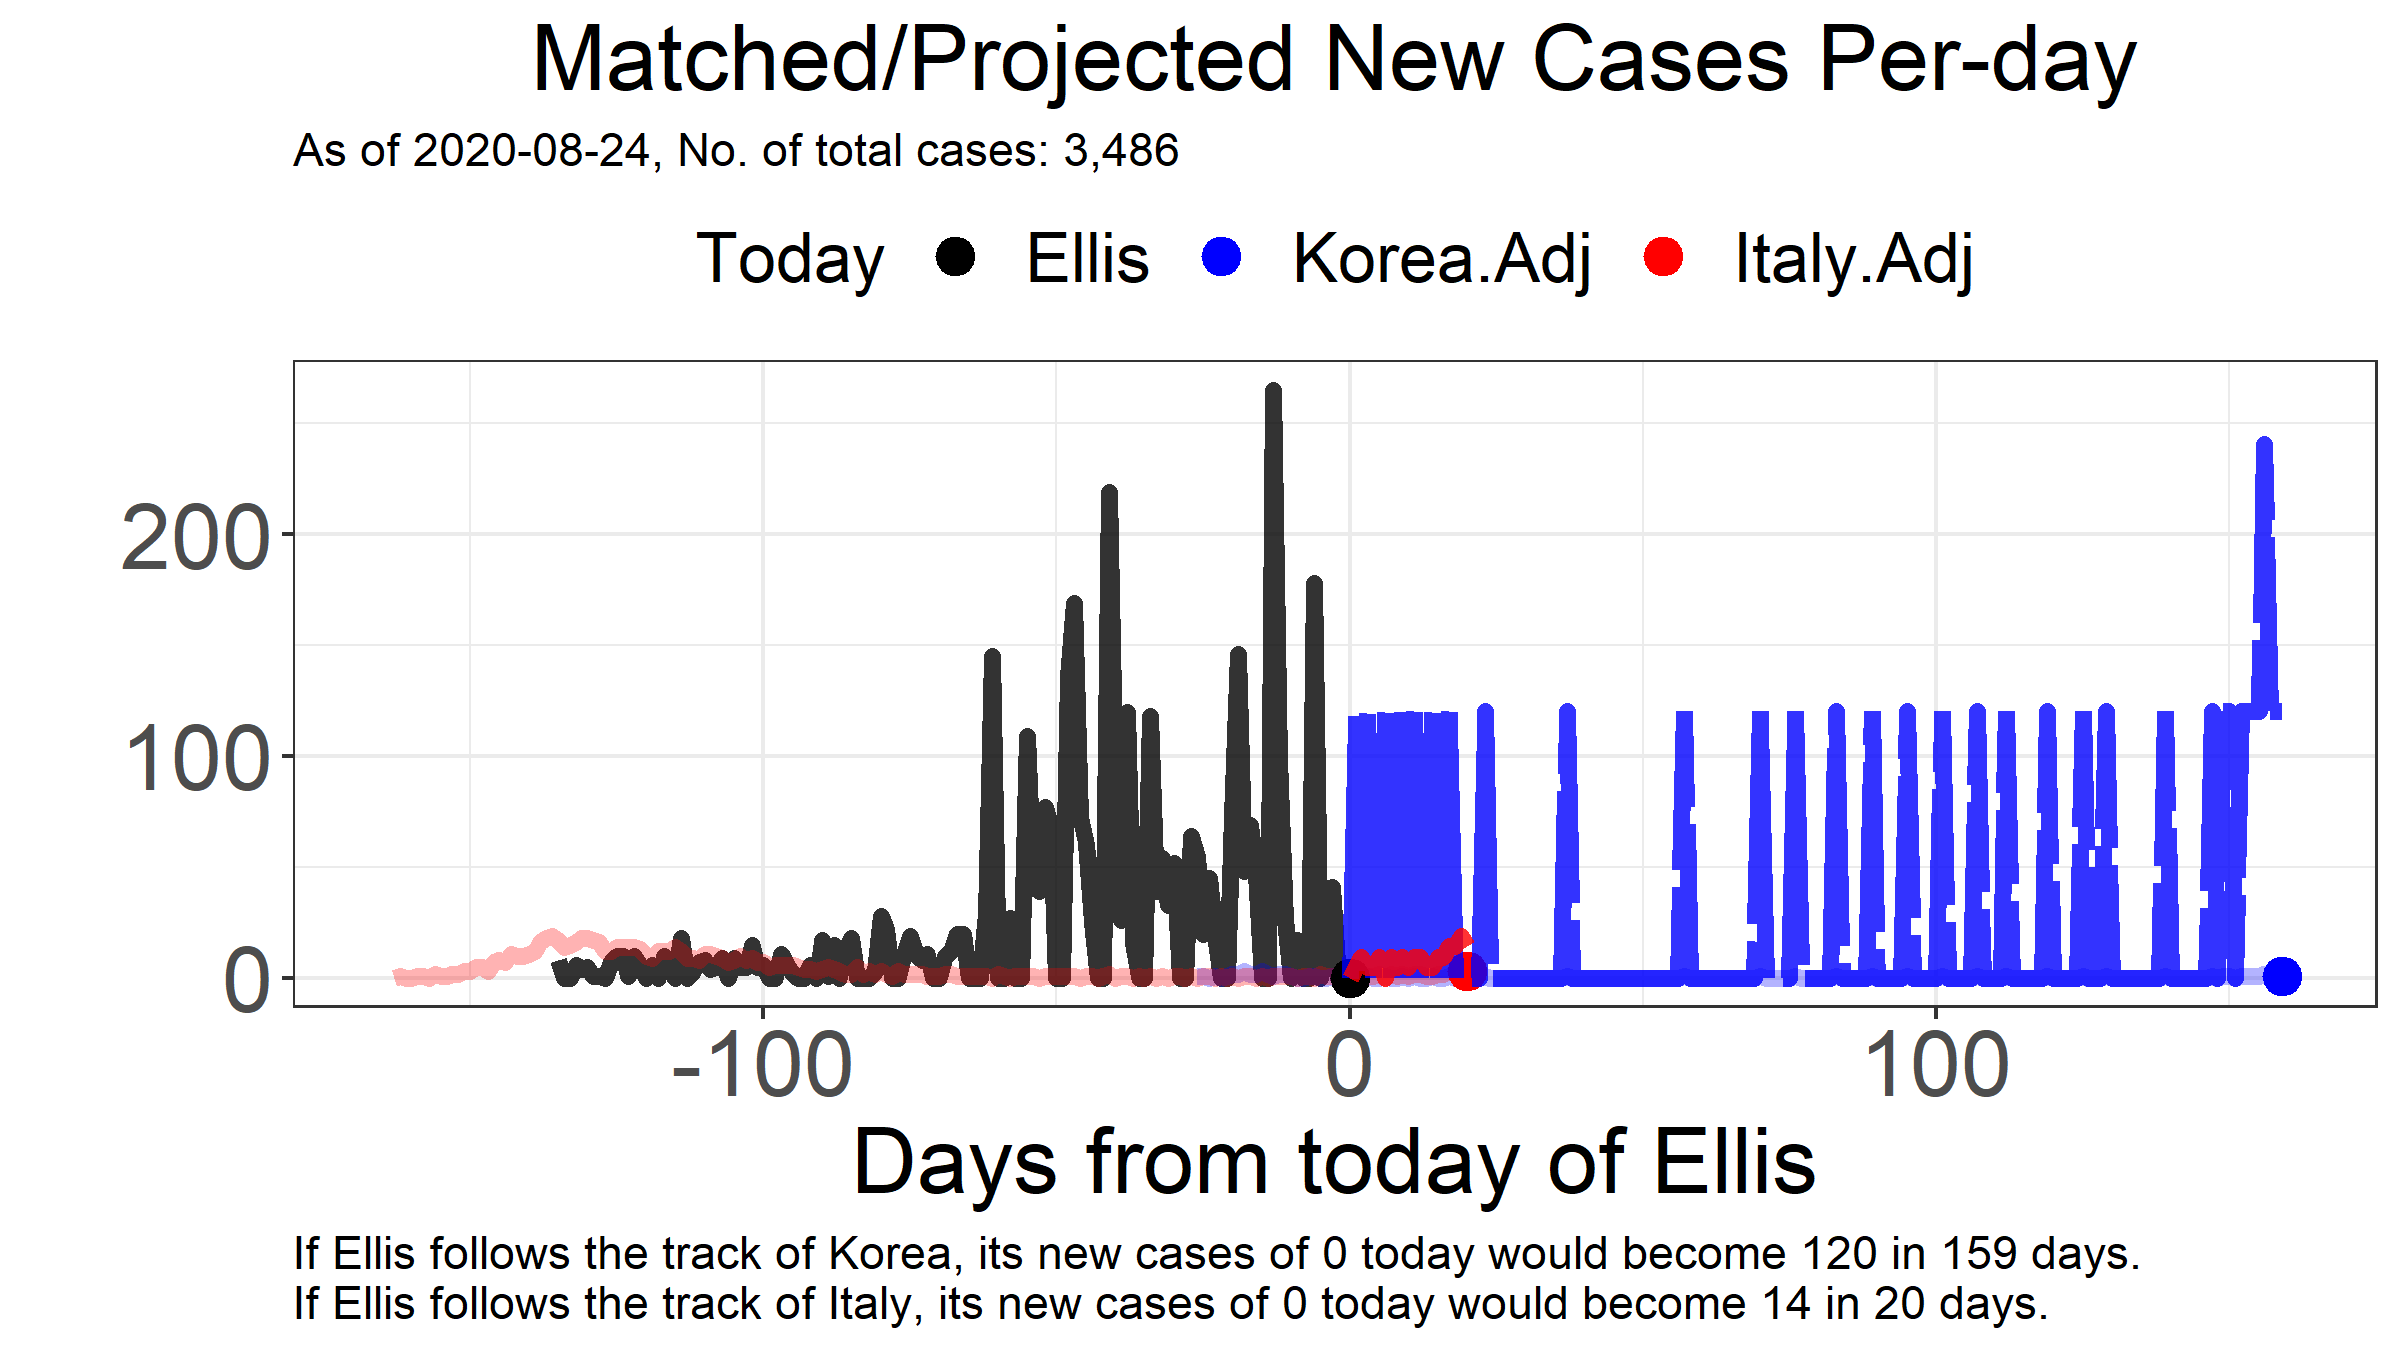 Matched/Projected New Cases Per-day
As of 2020-08-24, No. of total cases: 3,486
Today Ellis Korea.Adj Italy.Adj
200
100
0
-100 0 100
Days from today of Ellis
If Ellis follows the track of Korea, its new cases of 0 today would become 120 in 159 days.
If Ellis follows the track of Italy, its new cases of 0 today would become 14 in 20 days.